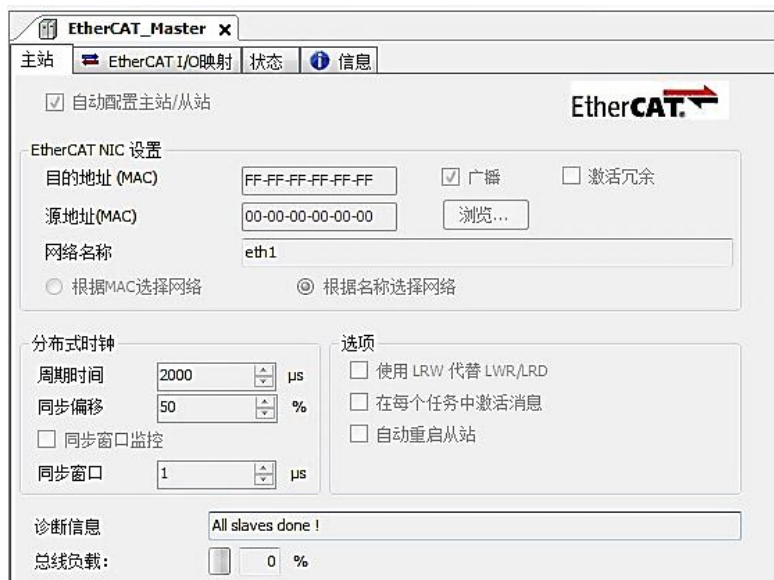 EtherCAT_Master x
主站 EtherCAT I/O映射 状态 信息
自动配置主站/从站
EtherCAT.
EtherCAT NIC 设置
目的地址 (MAC) FF-FF-FF-FF-FF-FF 广播 激活冗余
源地址(MAC) 00-00-00-00-00-00 浏览...
网络名称 eth1
根据MAC选择网络 根据名称选择网络
分布式时钟 选项
周期时间 2000 µs 使用 LRW 代替 LWR/LRD
同步偏移 50 % 在每个任务中激活消息
同步窗口监控 自动重启从站
同步窗口 1 µs
诊断信息 All slaves done !
总线负载: 0 %